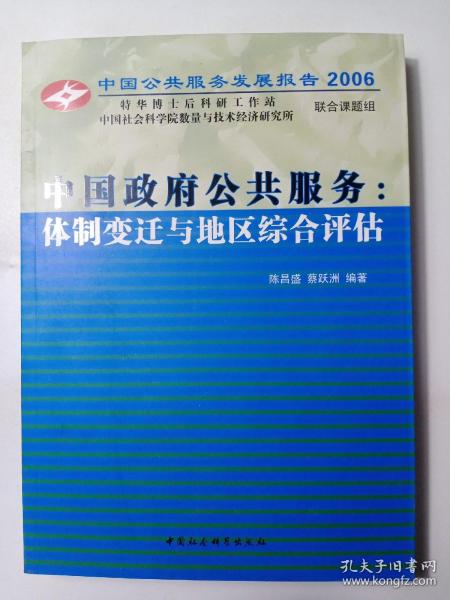 中国公共服务发展报告 2006
特华博士后科研工作站
中国社会科学院数量与技术经济研究所
联合课题组
中国政府公共服务:
体制变迁与地区综合评估
陈昌盛 蔡跃洲 编著
中国社会科学出版社
孔夫子旧书网
www.kongfz.com